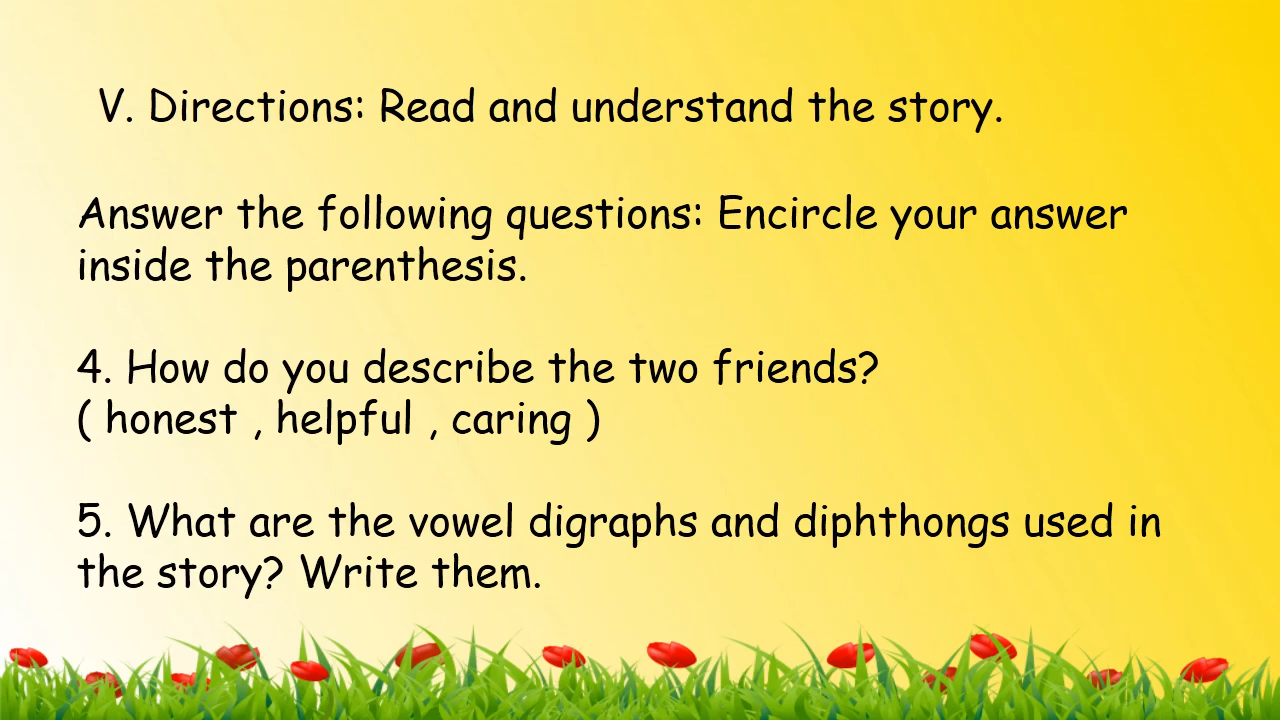 V. Directions: Read and understand the story.
Answer the following questions: Encircle your answer
inside the parenthesis.
4. How do you describe the two friends?
( honest , helpful , caring )
5. What are the vowel digraphs and diphthongs used in
the story? Write them.